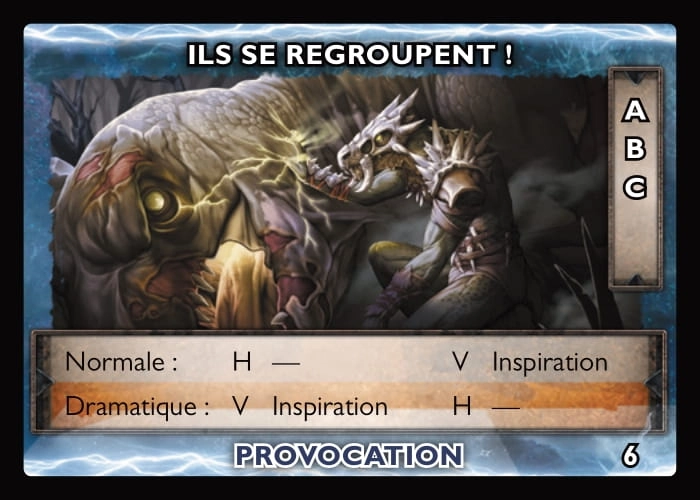 ILS SE REGROUPENT !
A
B
C
Normale : H — V Inspiration
Dramatique : V Inspiration H —
PROVOCATION 6